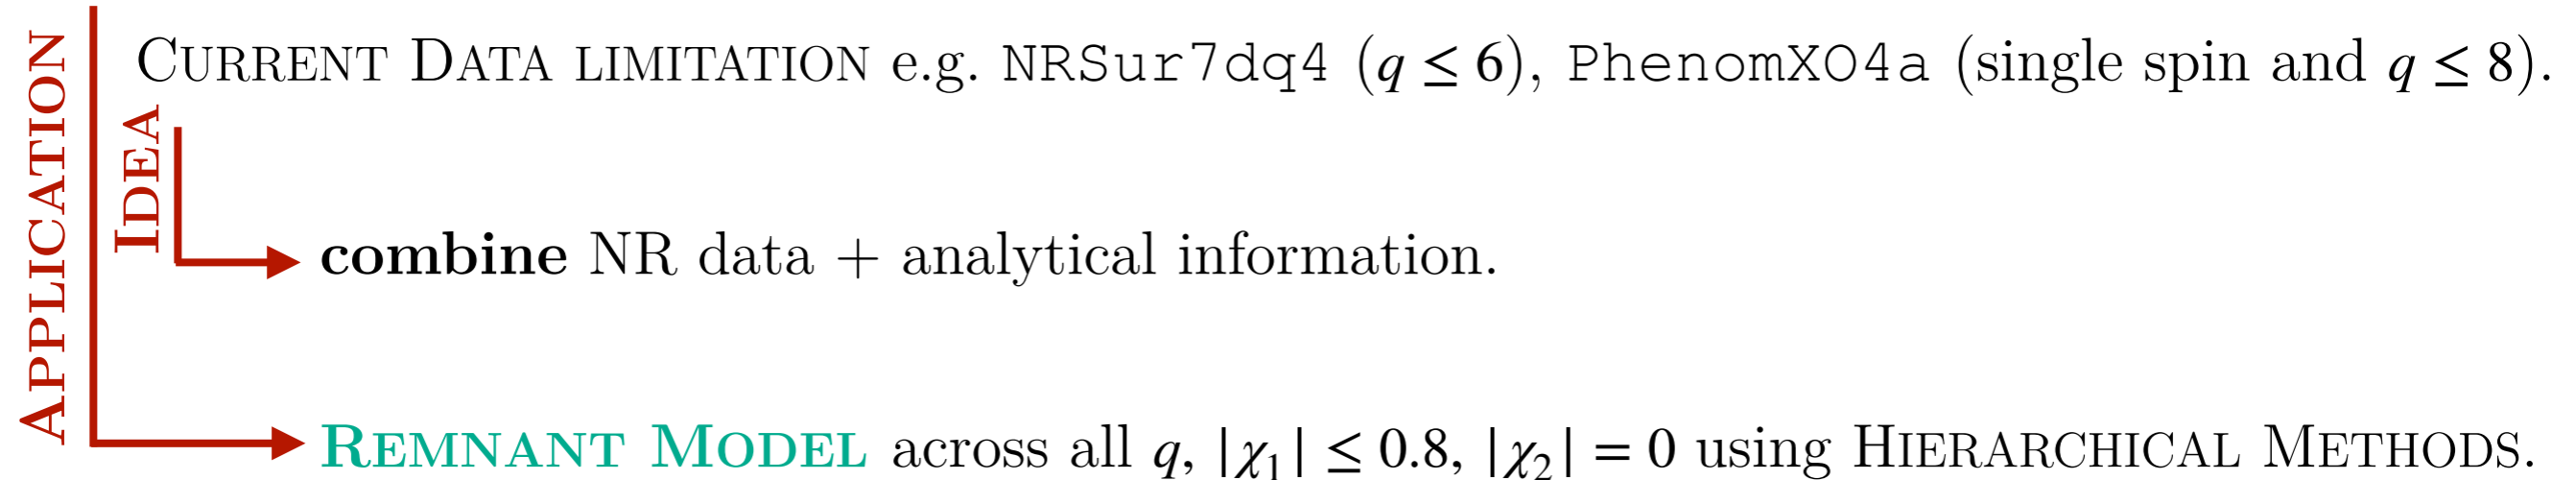 APPLICATION
CURRENT DATA LIMITATION e.g. NRSur7dq4 (q ≤ 6), PhenomXO4a (single spin and q ≤ 8).
IDEA
combine NR data + analytical information.
REMNANT MODEL across all q, |χ₁| ≤ 0.8, |χ₂| = 0 using HIERARCHICAL METHODS.